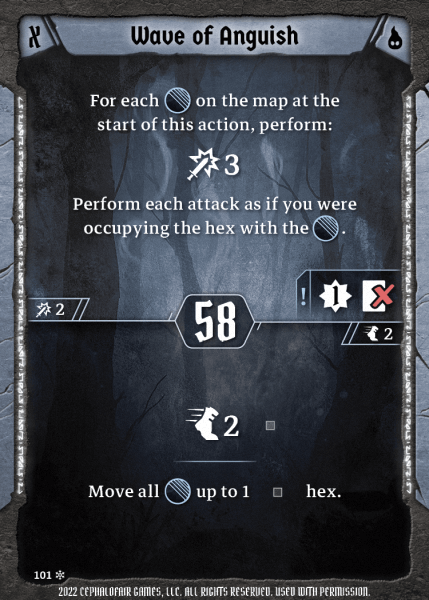 X
Wave of Anguish
For each on the map at the
start of this action, perform:
3
Perform each attack as if you were
occupying the hex with the .
! 1
2
58
2
2
Move all up to 1 hex.
101
2022 CEPHALOFAIR GAMES, LLC. ALL RIGHTS RESERVED. USED WITH PERMISSION.